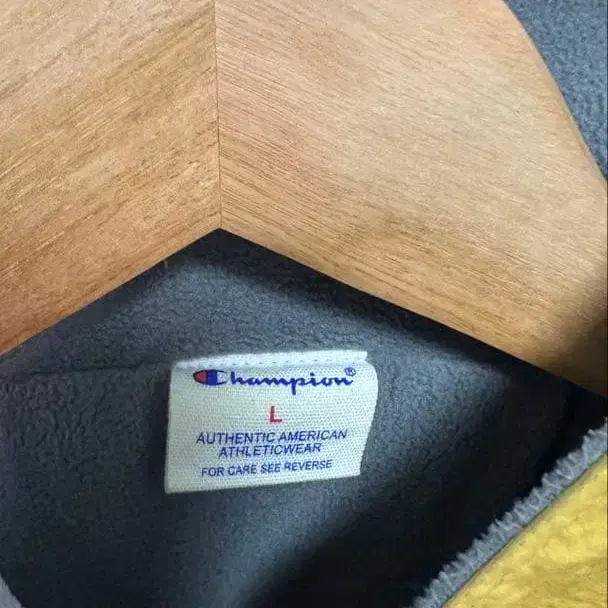 Champion®
L
AUTHENTIC AMERICAN
ATHLETICWEAR
FOR CARE SEE REVERSE